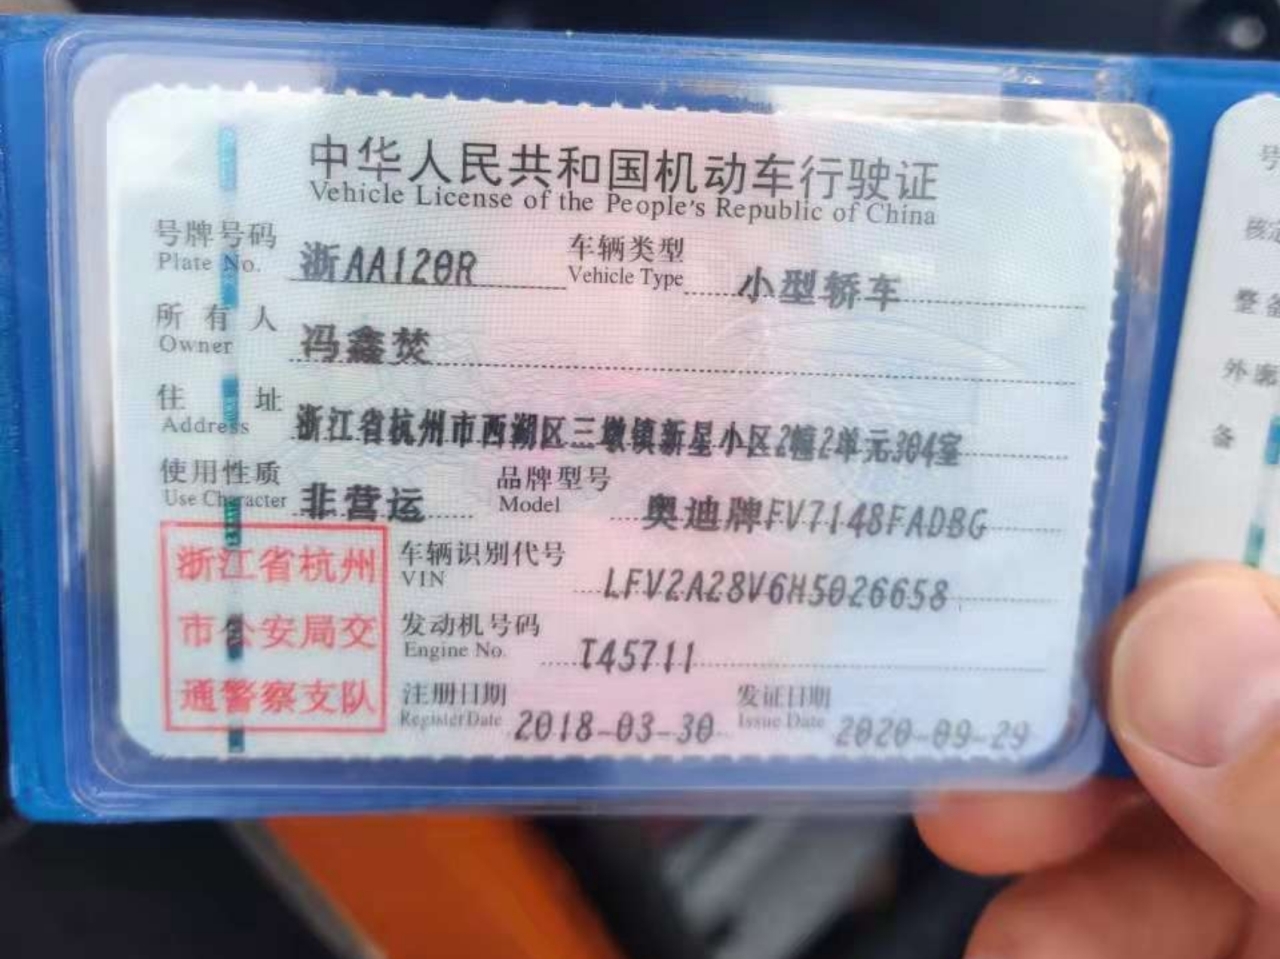 中华人民共和国机动车行驶证
Vehicle License of the People's Republic of China
号牌号码 浙AA120R 车辆类型 小型轿车
Plate No. Vehicle Type
所有人 冯鑫焚
Owner
住址 浙江省杭州市西湖区三墩镇新星小区2幢2单元304室
Address
使用性质 非营运 品牌型号 奥迪牌FV7148FADBG
Use Character Model
浙江省杭州
市公安局交
通警察支队
车辆识别代号 LFV2A28V6H5026658
VIN
发动机号码 T45711
Engine No.
注册日期 2018-03-30 发证日期 2020-09-29
Register Date Issue Date
号
核
整备
外廓
备